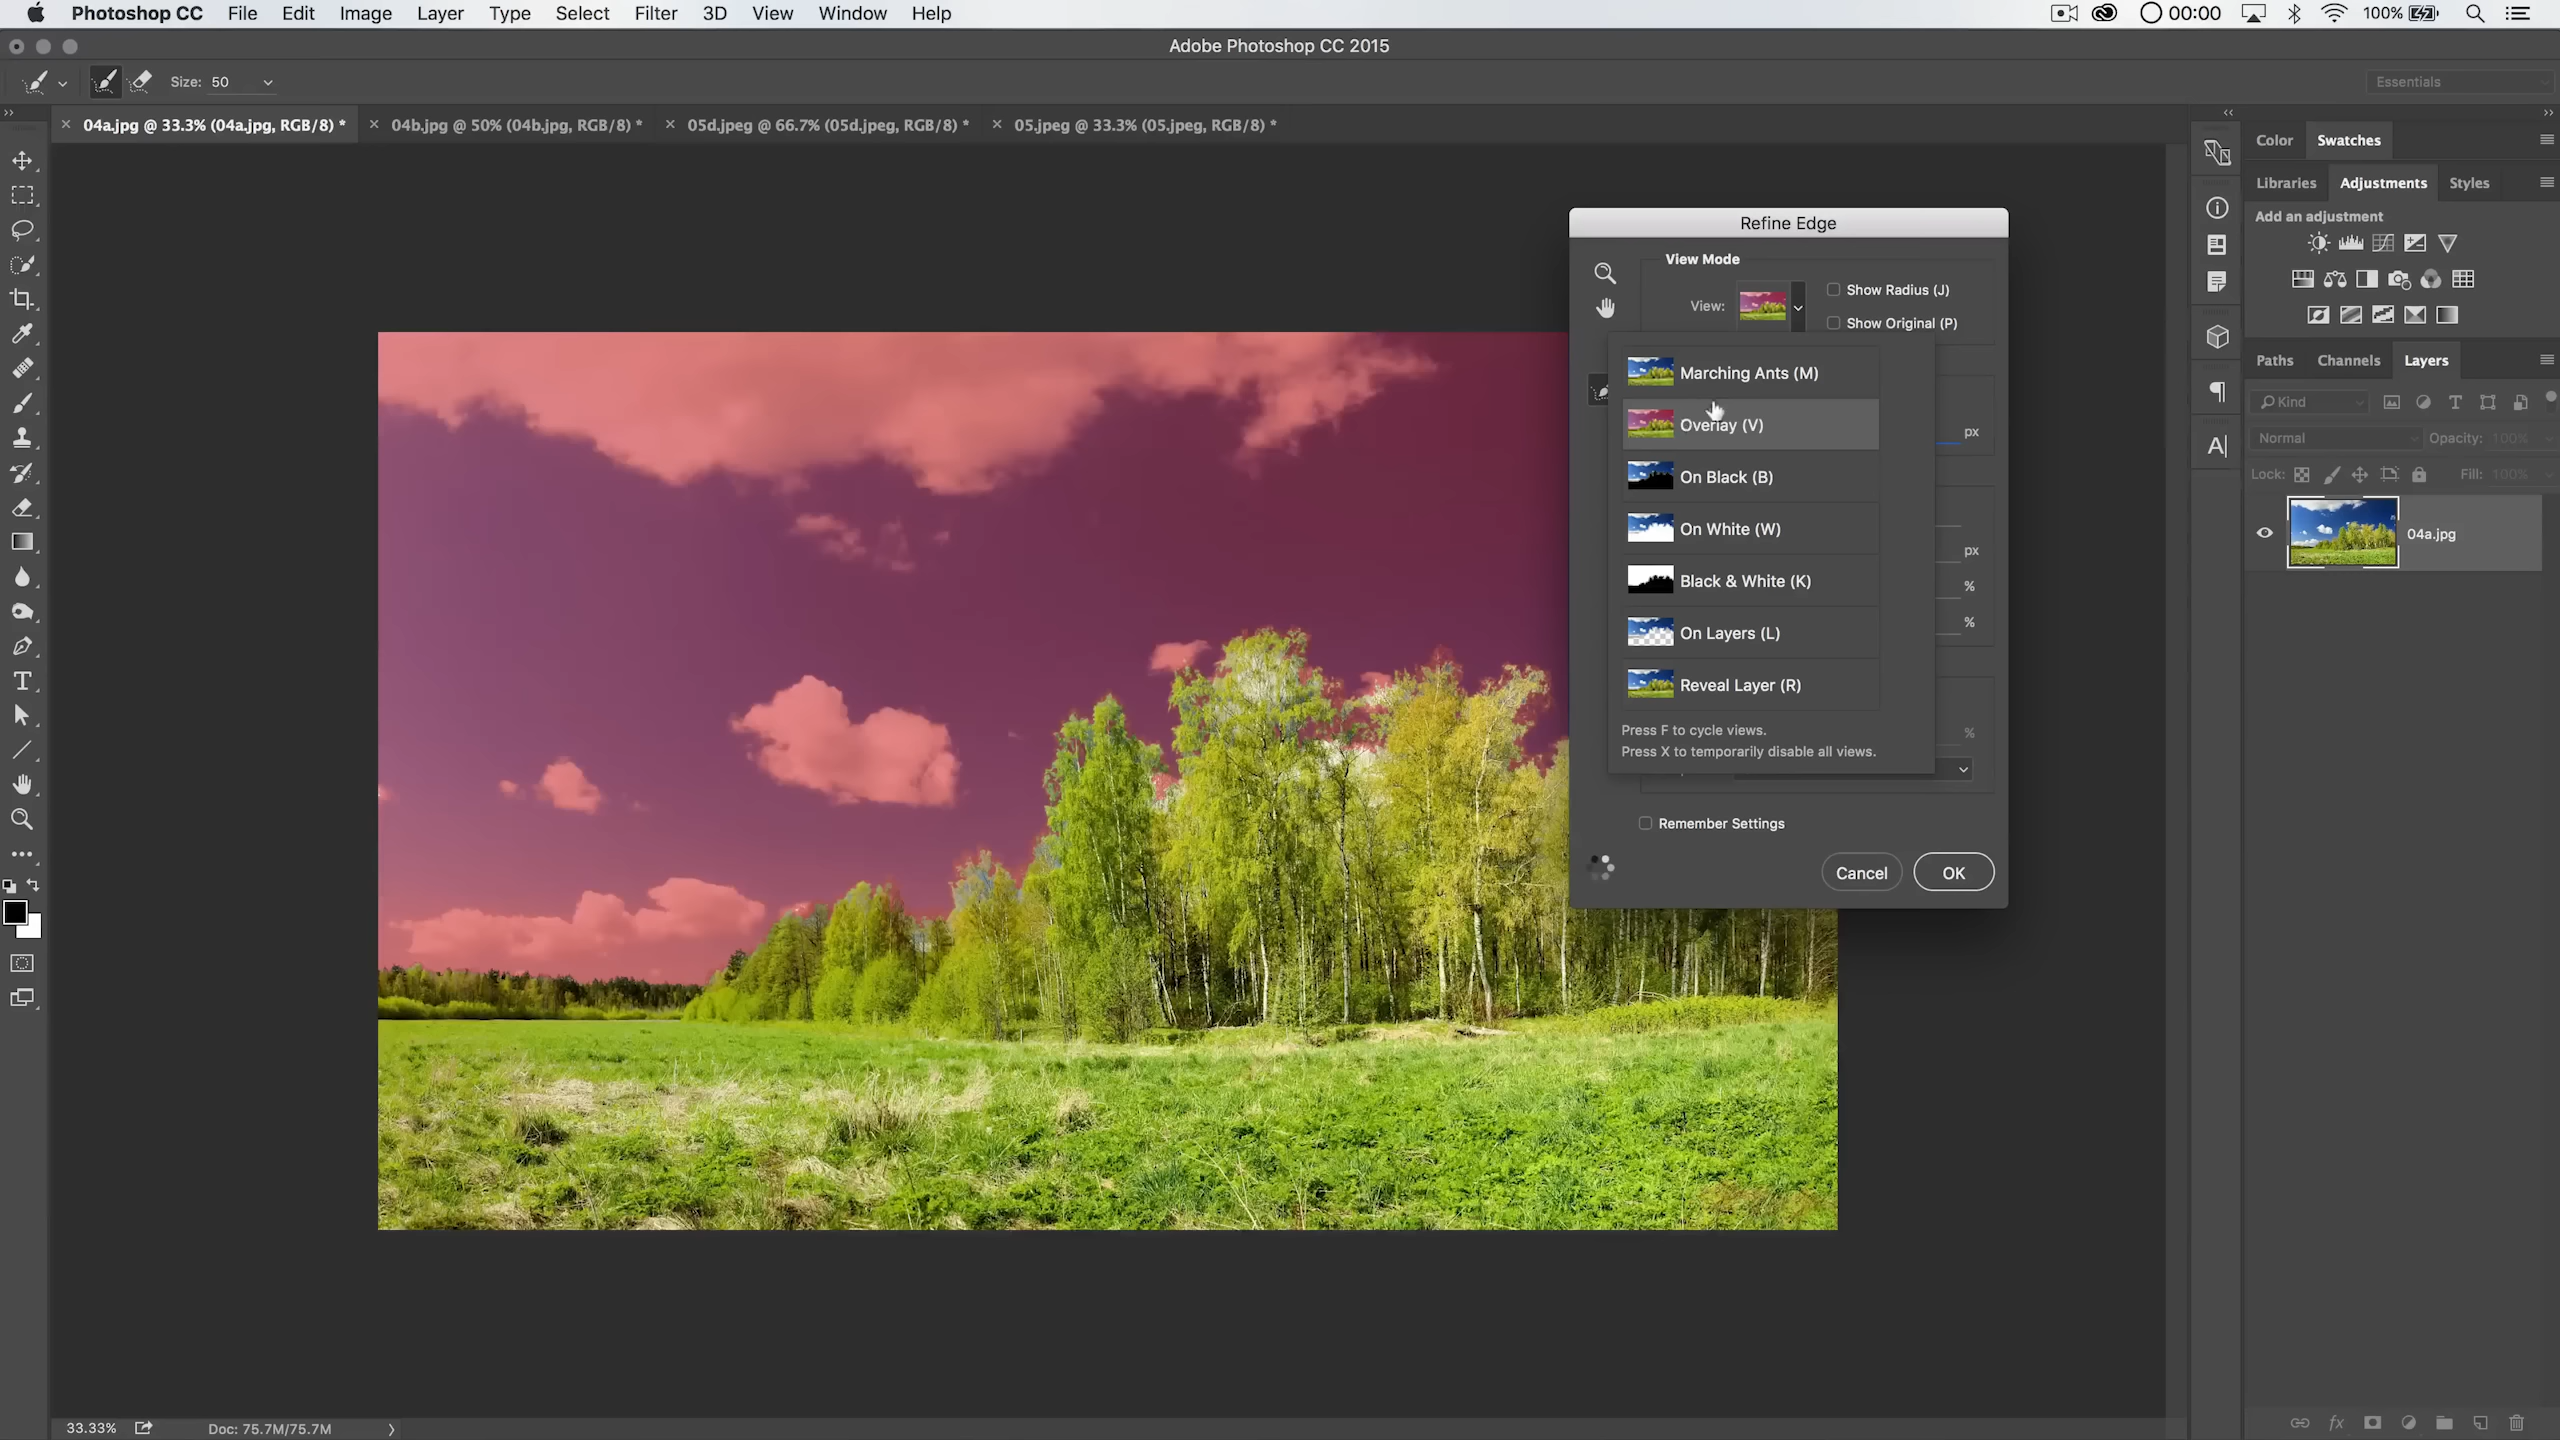 Photoshop CC File Edit Image Layer Type Select Filter 3D View Window Help 00:00 100%
Adobe Photoshop CC 2015
Size: 50 Essentials
04a.jpg @ 33.3% (04a.jpg, RGB/8) * 04b.jpg @ 50% (04b.jpg, RGB/8) * 05d.jpeg @ 66.7% (05d.jpeg, RGB/8) * 05.jpeg @ 33.3% (05.jpeg, RGB/8) *
Color Swatches
Libraries Adjustments Styles
Add an adjustment
Refine Edge
View Mode
View: Show Radius (J)
Show Original (P)
Marching Ants (M)
Overlay (V)
px
On Black (B)
On White (W)
px
Black & White (K)
%
On Layers (L)
%
Reveal Layer (R)
Press F to cycle views.
%
Press X to temporarily disable all views.
Remember Settings
Cancel OK
Paths Channels Layers
Kind
Normal Opacity: 100%
Lock: Fill: 100%
04a.jpg
33.33% Doc: 75.7M/75.7M